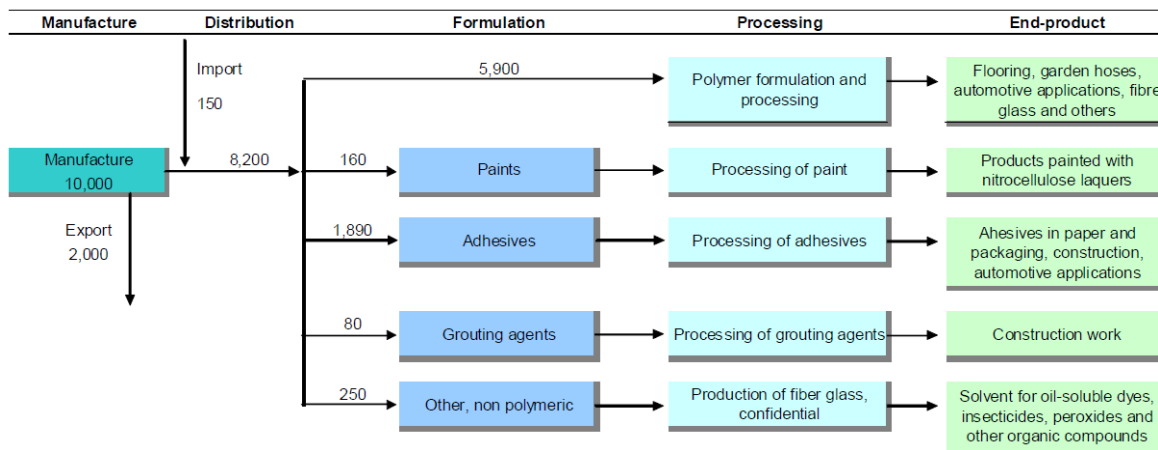 Manufacture Distribution Formulation Processing End-product
Import
150
5,900
Polymer formulation and
processing
Flooring, garden hoses,
automotive applications, fibre
glass and others
Manufacture
10,000
8,200
160
Paints
Processing of paint
Products painted with
nitrocellulose laquers
Export
2,000
1,890
Adhesives
Processing of adhesives
Ahesives in paper and
packaging, construction,
automotive applications
80
Grouting agents
Processing of grouting agents
Construction work
250
Other, non polymeric
Production of fiber glass,
confidential
Solvent for oil-soluble dyes,
insecticides, peroxides and
other organic compounds